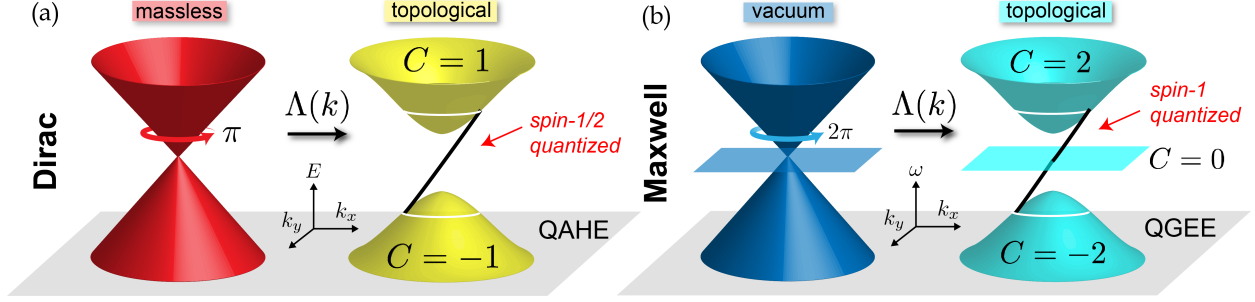 (a)
massless
topological
Dirac
π
Λ(k)
C = 1
spin-1/2
quantized
E
k_y
k_x
QAHE
C = −1
(b)
vacuum
topological
Maxwell
2π
Λ(k)
C = 2
spin-1
quantized
C = 0
ω
k_y
k_x
QGEE
C = −2